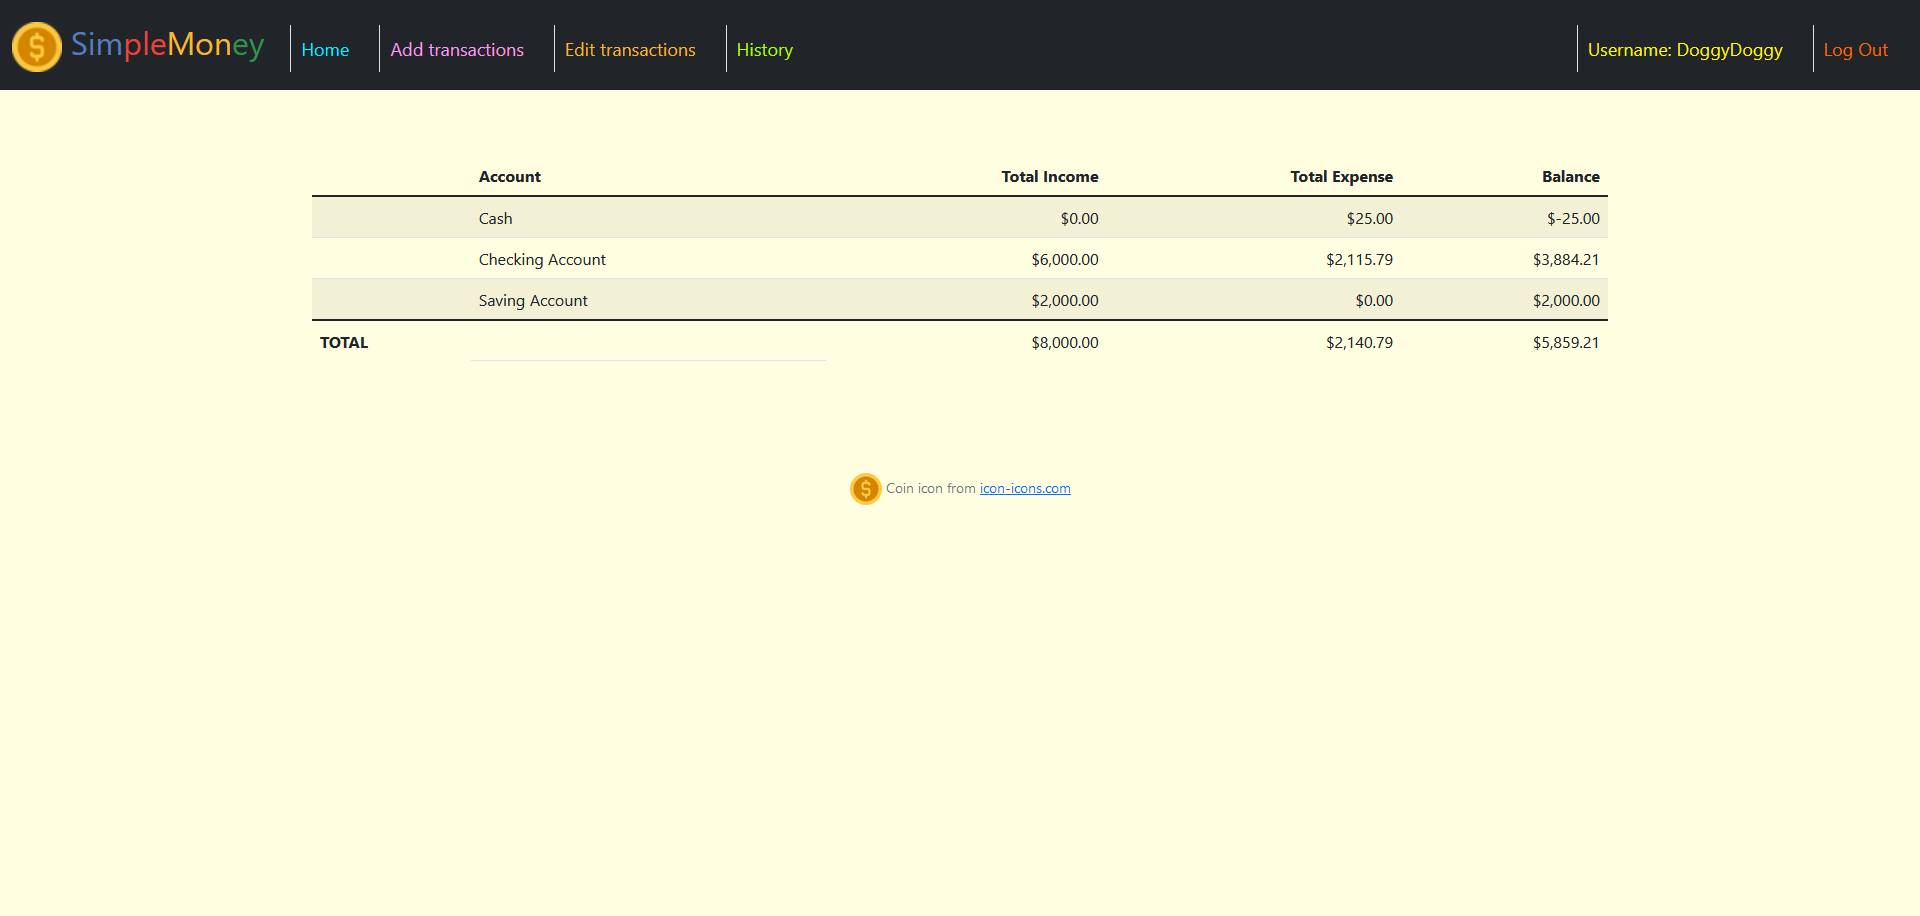 SimpleMoney Home Add transactions Edit transactions History Username: DoggyDoggy Log Out
Account Total Income Total Expense Balance
Cash $0.00 $25.00 $-25.00
Checking Account $6,000.00 $2,115.79 $3,884.21
Saving Account $2,000.00 $0.00 $2,000.00
TOTAL $8,000.00 $2,140.79 $5,859.21
Coin icon from icon-icons.com